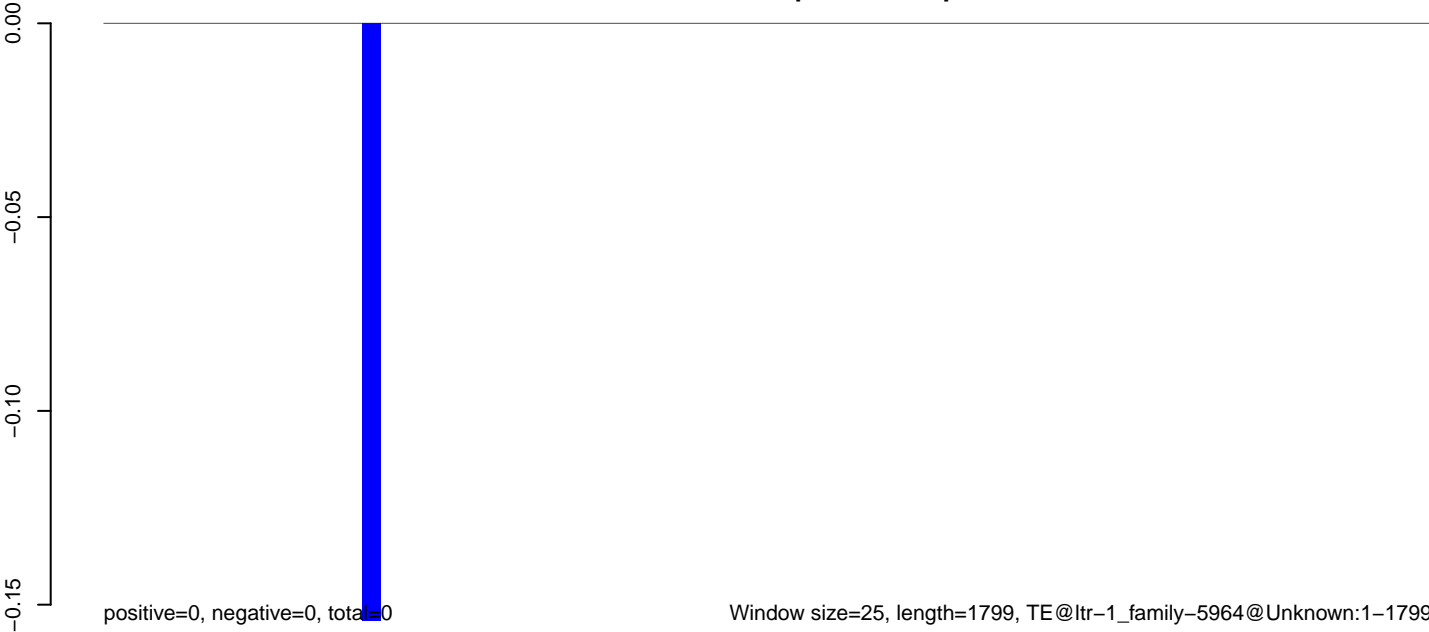 0.00
−0.05
−0.10
−0.15
positive=0, negative=0, total=0
Window size=25, length=1799, TE@ltr−1_family−5964@Unknown:1−1799